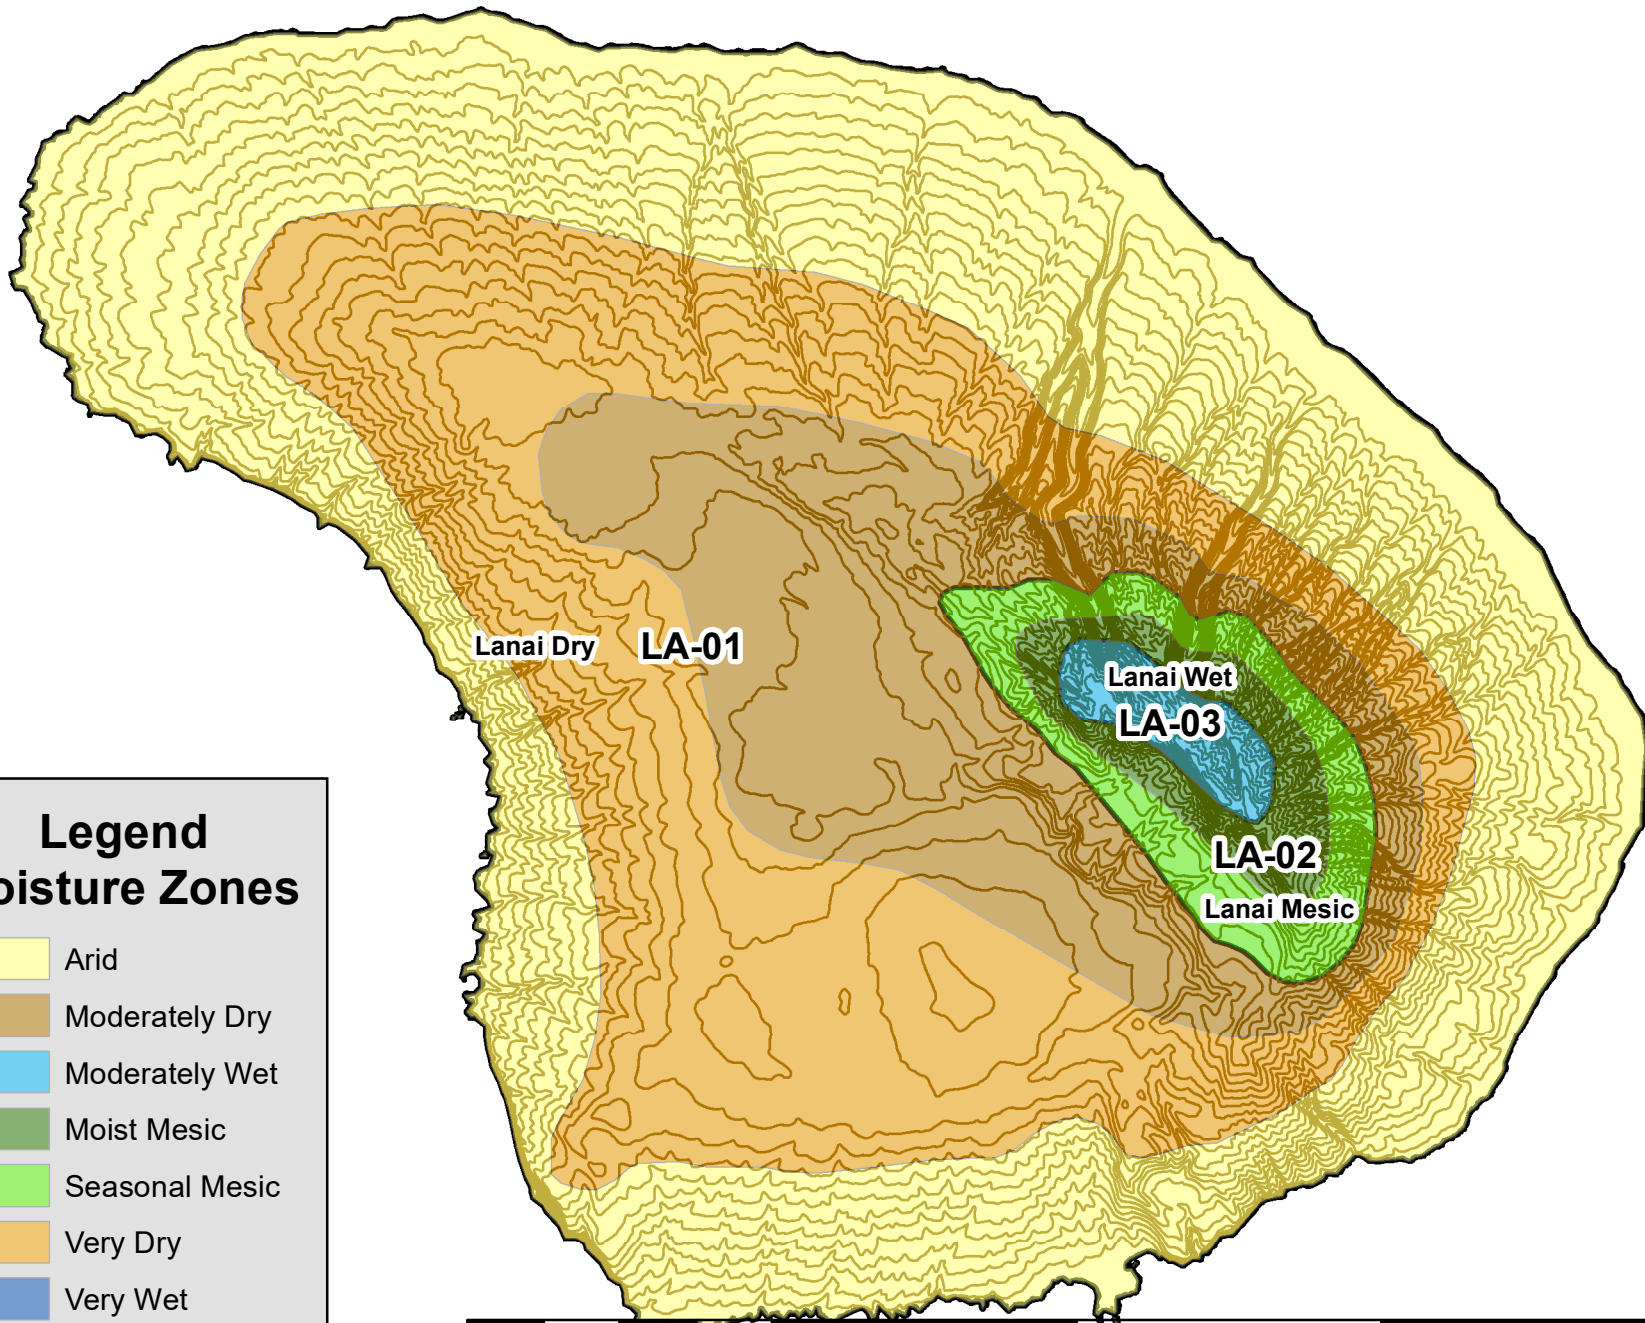 Lanai Dry
LA-01
Lanai Wet
LA-03
LA-02
Lanai Mesic
Legend
oisture Zones
Arid
Moderately Dry
Moderately Wet
Moist Mesic
Seasonal Mesic
Very Dry
Very Wet